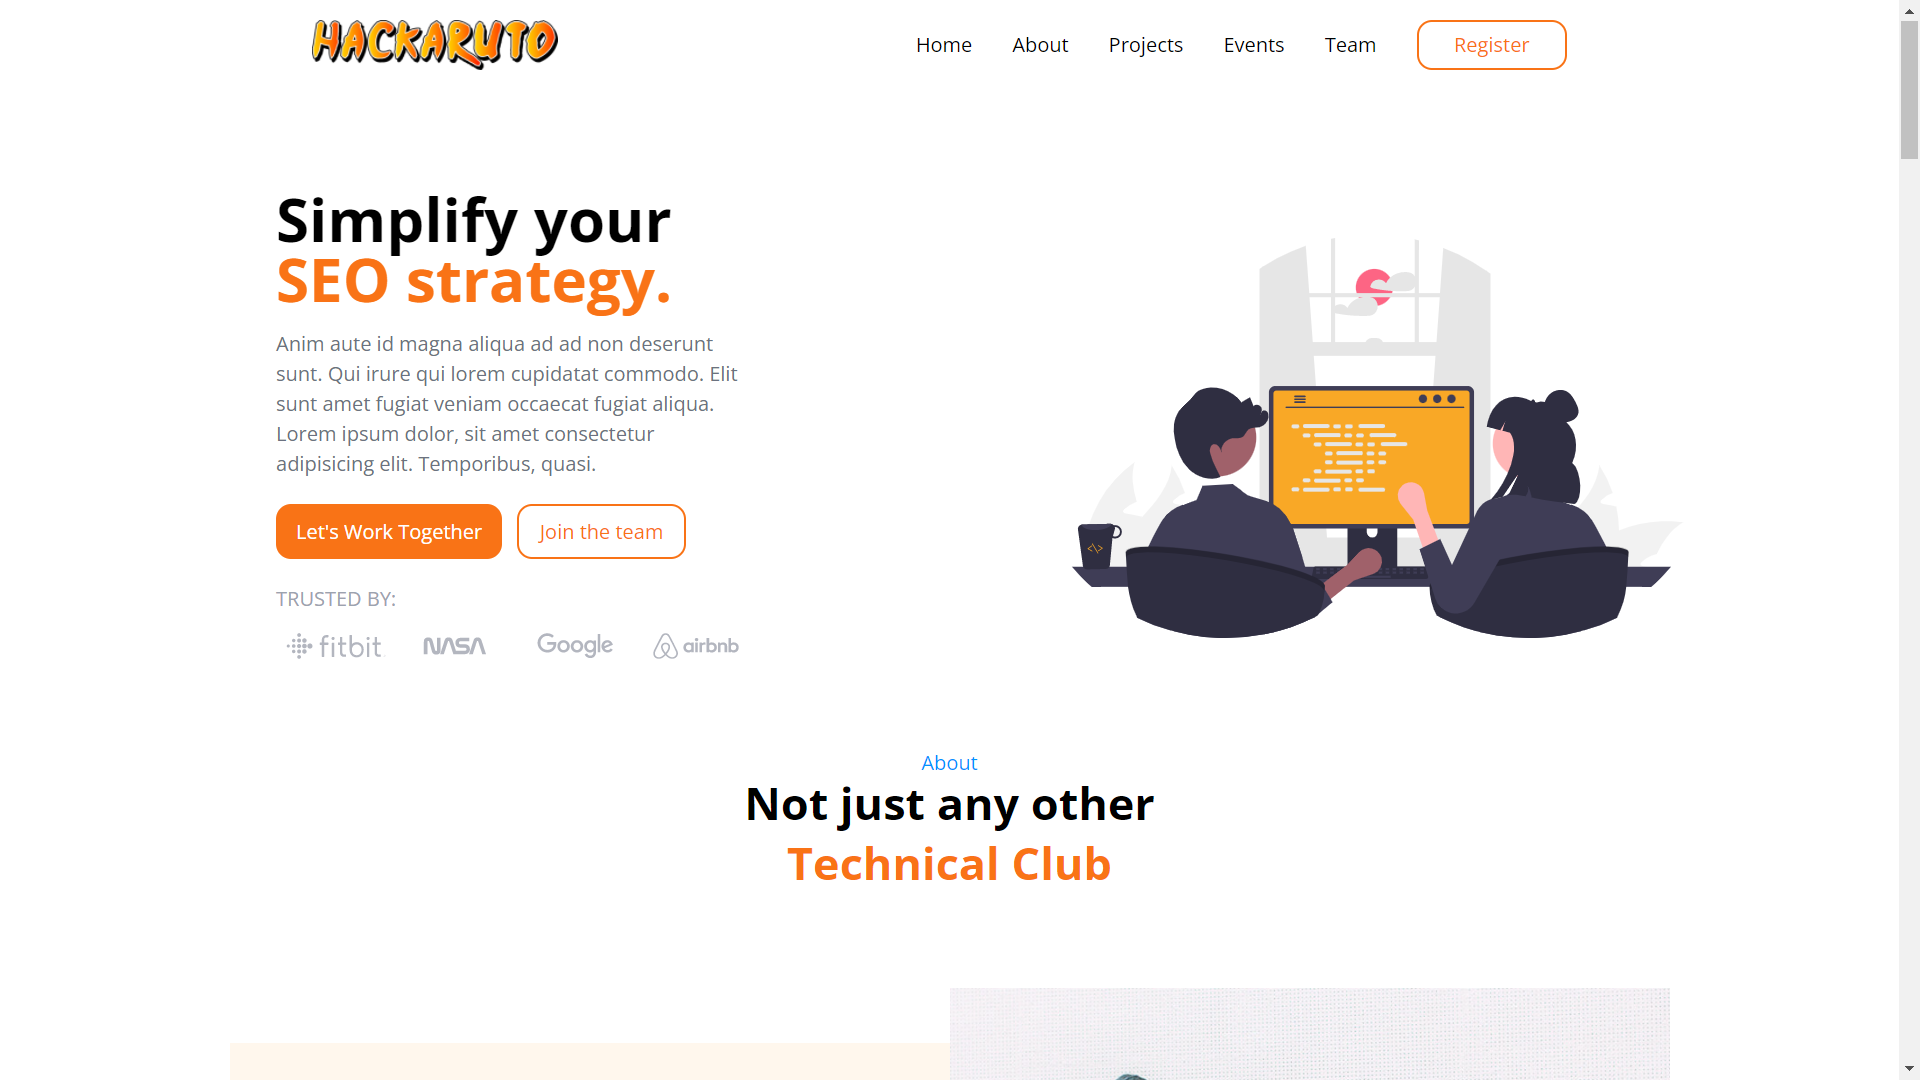 HACKARUTO
Home About Projects Events Team Register
Simplify your
SEO strategy.
Anim aute id magna aliqua ad ad non deserunt
sunt. Qui irure qui lorem cupidatat commodo. Elit
sunt amet fugiat veniam occaecat fugiat aliqua.
Lorem ipsum dolor, sit amet consectetur
adipisicing elit. Temporibus, quasi.
Let's Work Together Join the team
TRUSTED BY:
fitbit NASA Google airbnb
About
Not just any other
Technical Club